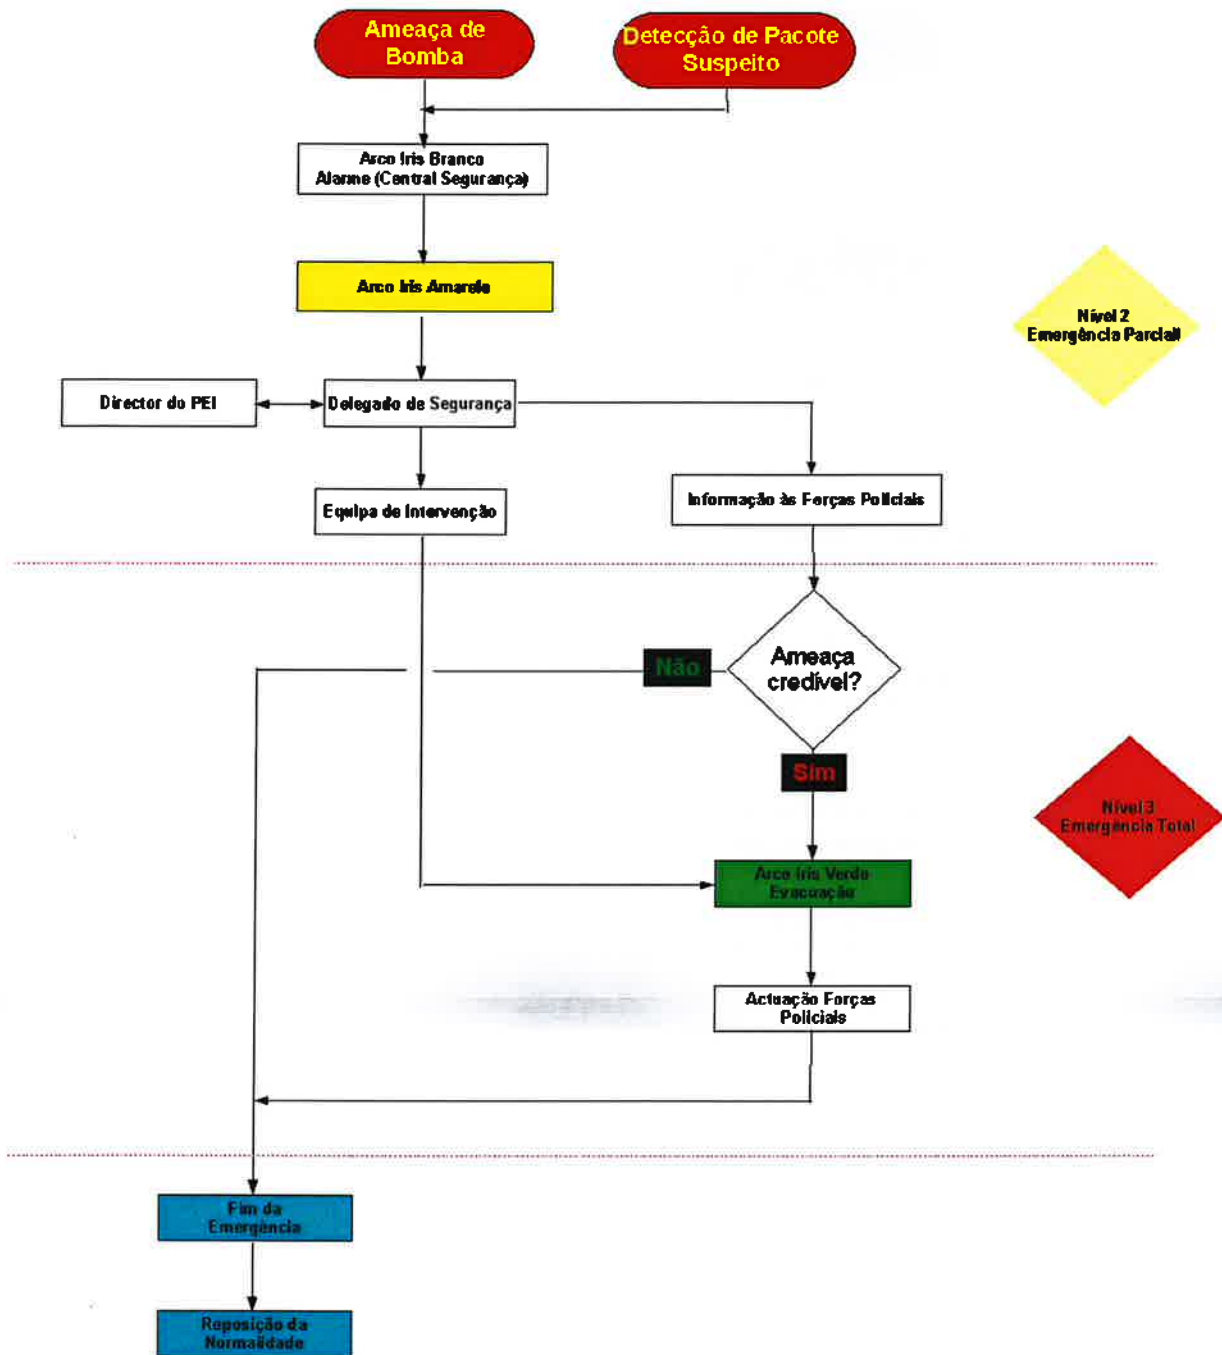 Ameaça de
Bomba
Detecção de Pacote
Suspeito
Arco Iris Branco
Alarme (Central Segurança)
Arco Iris Amarelo
Nível 2
Emergência Parcial
Director do PEI
Delegado de Segurança
Equipa de Intervenção
Informação às Forças Policiais
Ameaça
credível?
Não
Sim
Nível 3
Emergência Total
Arco Iris Verde
Evacuação
Actuação Forças
Policiais
Fim da
Emergência
Reposição da
Normalidade